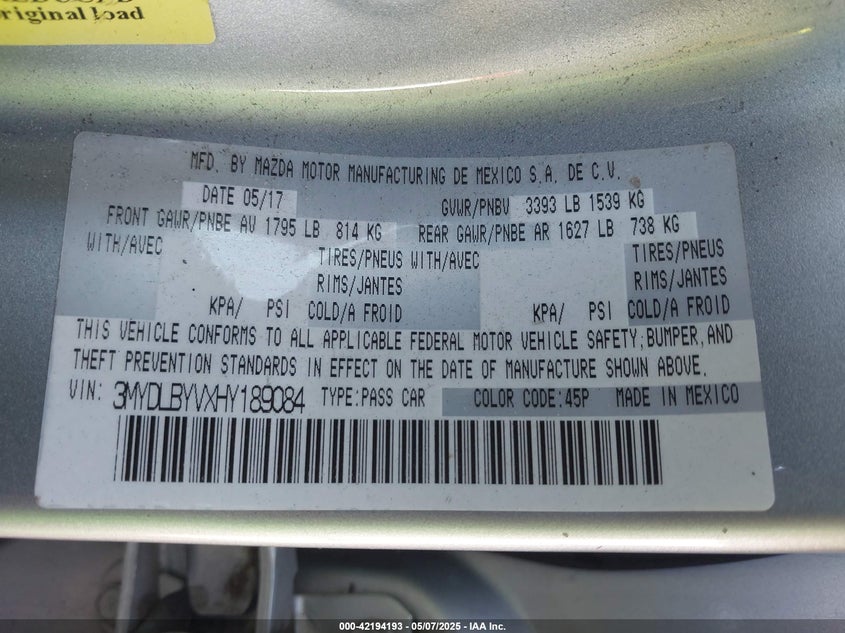 original load
MFD. BY MAZDA MOTOR MANUFACTURING DE MEXICO S.A. DE C.V.
DATE 05/17 GVWR/PNBV 3393 LB 1539 KG
FRONT GAWR/PNBE AV 1795 LB 814 KG REAR GAWR/PNBE AR 1627 LB 738 KG
WITH/AVEC TIRES/PNEUS WITH/AVEC TIRES/PNEUS
RIMS/JANTES RIMS/JANTES
KPA/ PSI COLD/A FROID KPA/ PSI COLD/A FROID
THIS VEHICLE CONFORMS TO ALL APPLICABLE FEDERAL MOTOR VEHICLE SAFETY,BUMPER,AND
THEFT PREVENTION STANDARDS IN EFFECT ON THE DATE OF MANUFACTURE SHOWN ABOVE.
VIN: 3MYDLBYVXHY189084 TYPE:PASS CAR COLOR CODE:45P MADE IN MEXICO
000-42194193 - 05/07/2025 - IAA Inc.